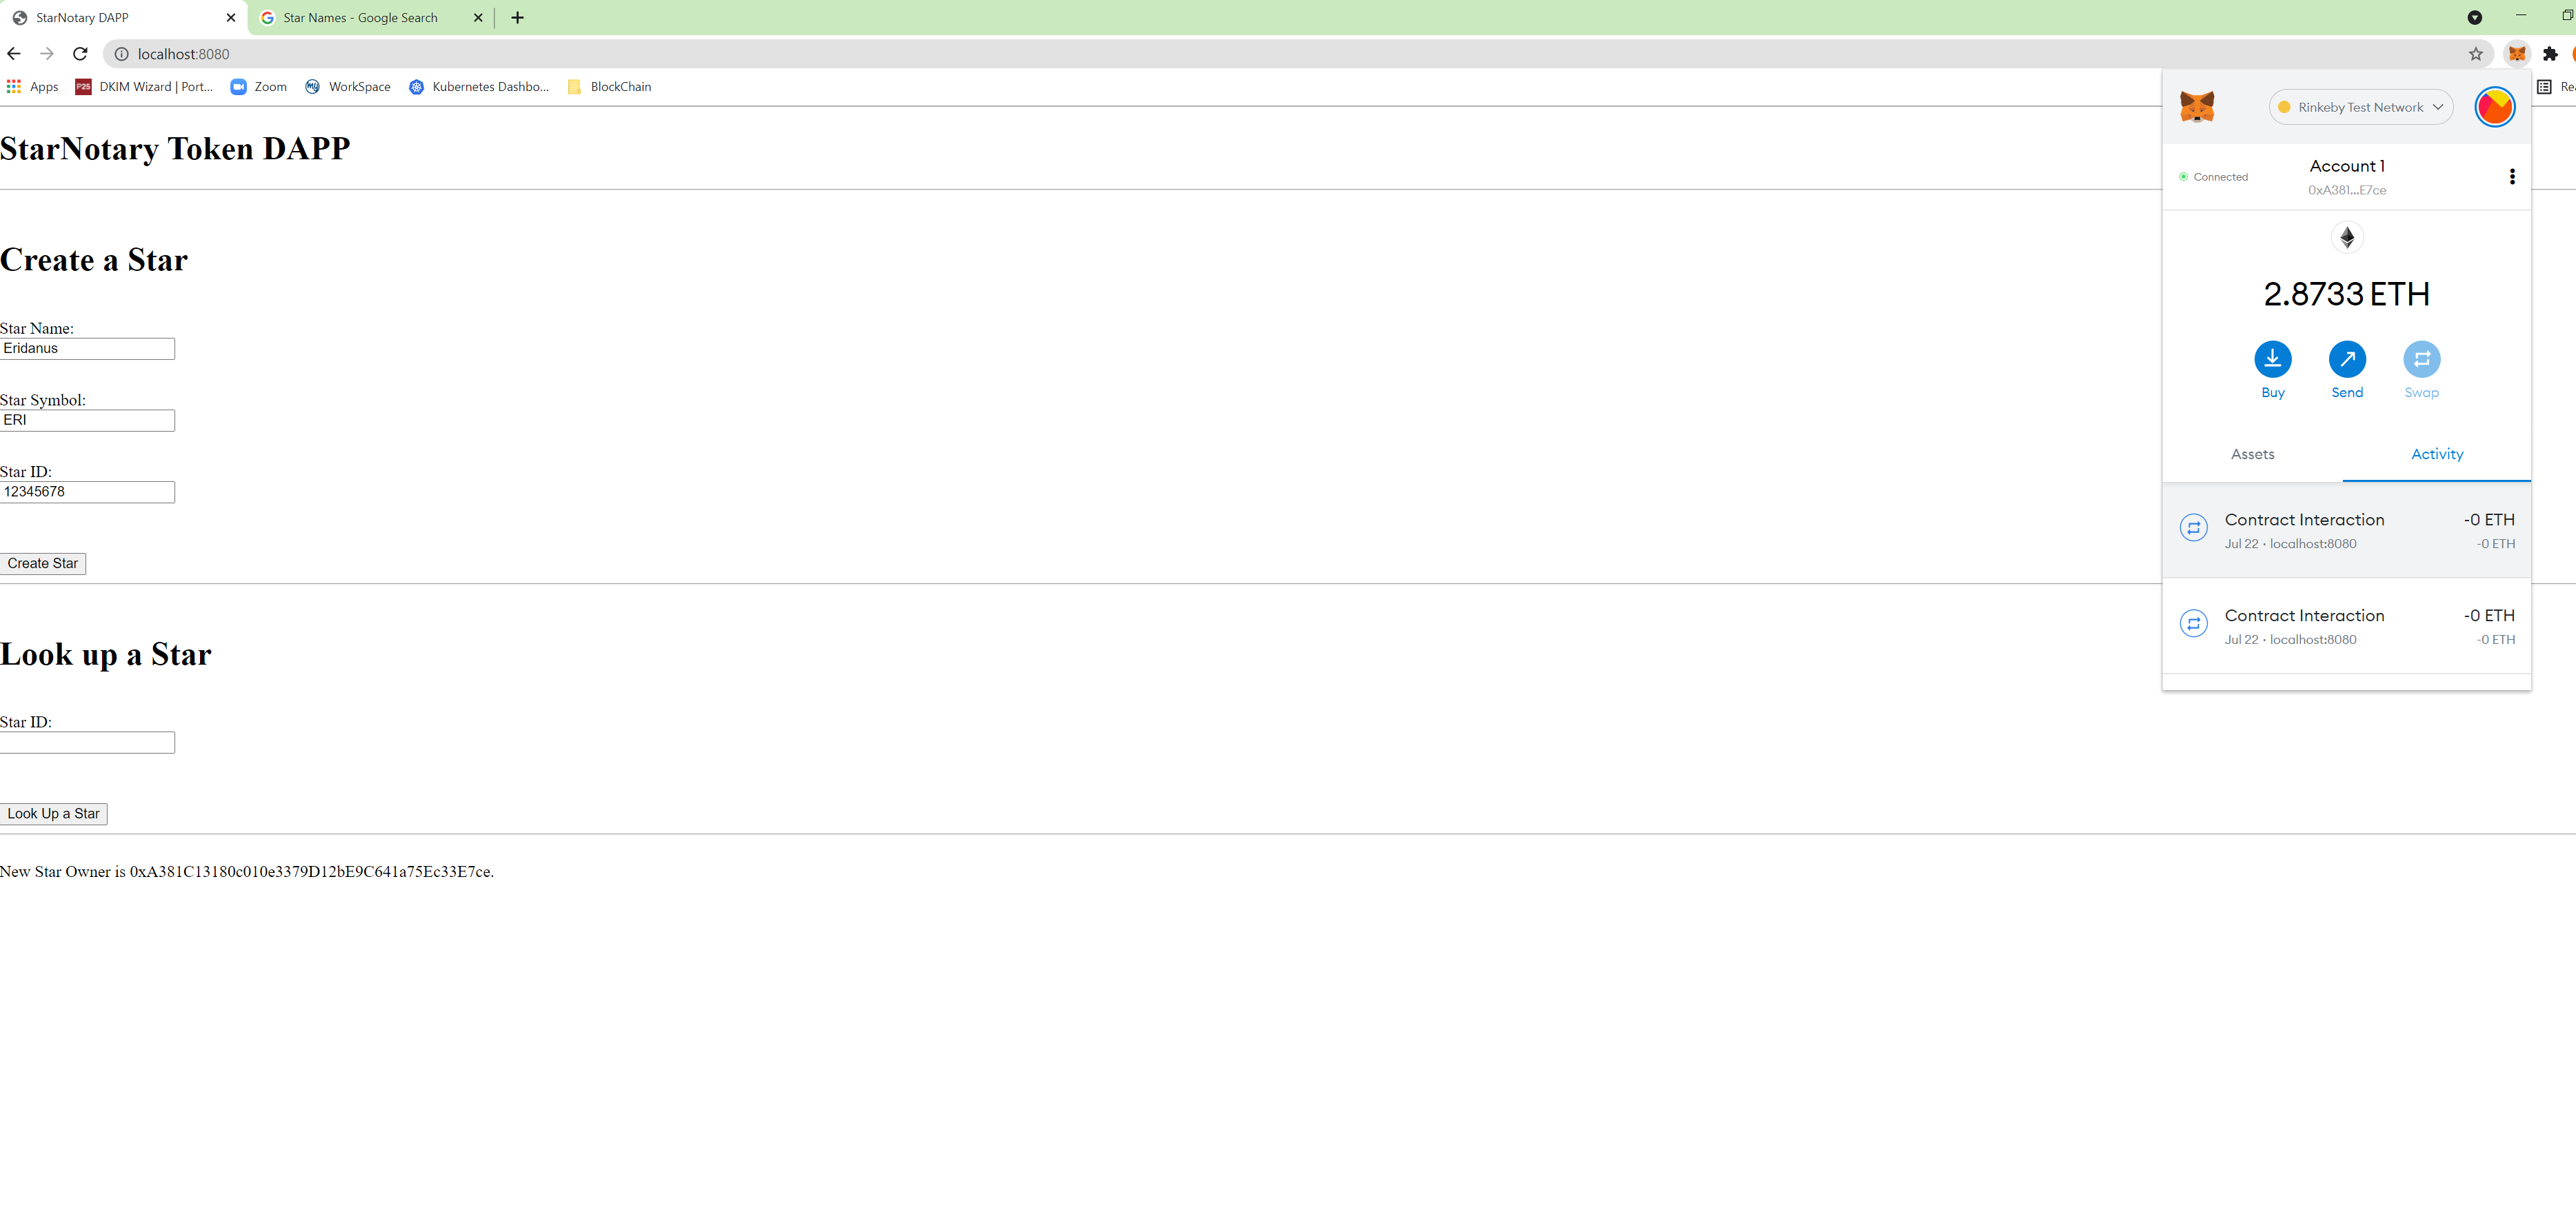 StarNotary DAPP
Star Names - Google Search
localhost:8080
Apps
P25
DKIM Wizard | Port...
Zoom
WorkSpace
Kubernetes Dashbo...
BlockChain
StarNotary Token DAPP
Create a Star
Star Name:
Eridanus
Star Symbol:
ERI
Star ID:
12345678
Create Star
Look up a Star
Star ID:
Look Up a Star
New Star Owner is 0xA381C13180c010e3379D12bE9C641a75Ec33E7ce.
Rinkeby Test Network
Connected
Account 1
0xA381...E7ce
2.8733 ETH
Buy
Send
Swap
Assets
Activity
Contract Interaction
-0 ETH
Jul 22 · localhost:8080
-0 ETH
Contract Interaction
-0 ETH
Jul 22 · localhost:8080
-0 ETH